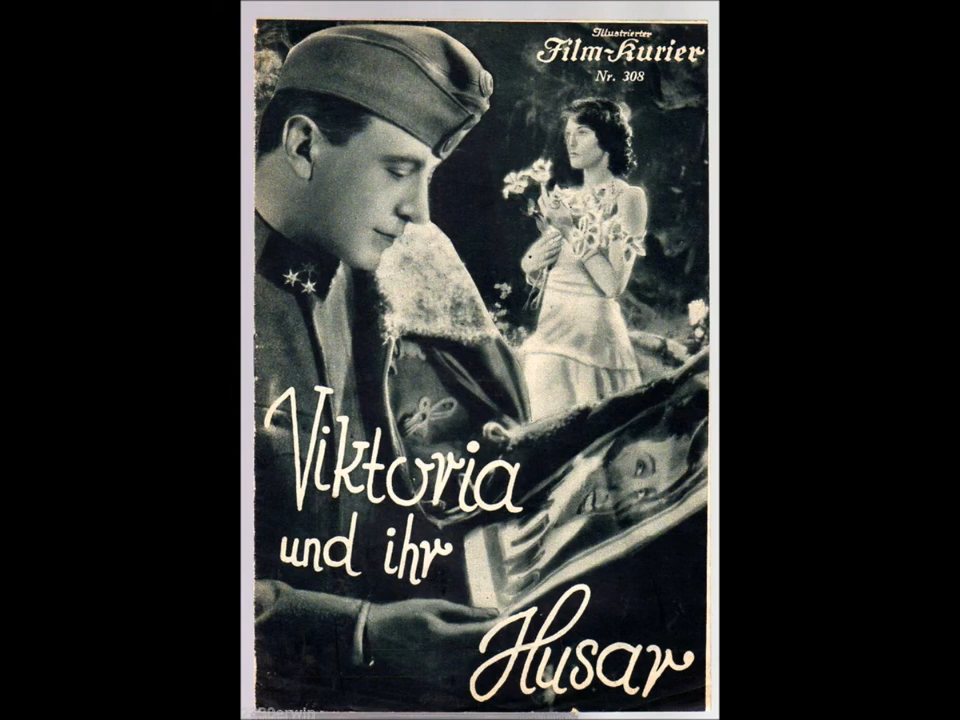 Illustrierter
Film-Kurier
Nr. 308
Viktoria
und ihr
Husar